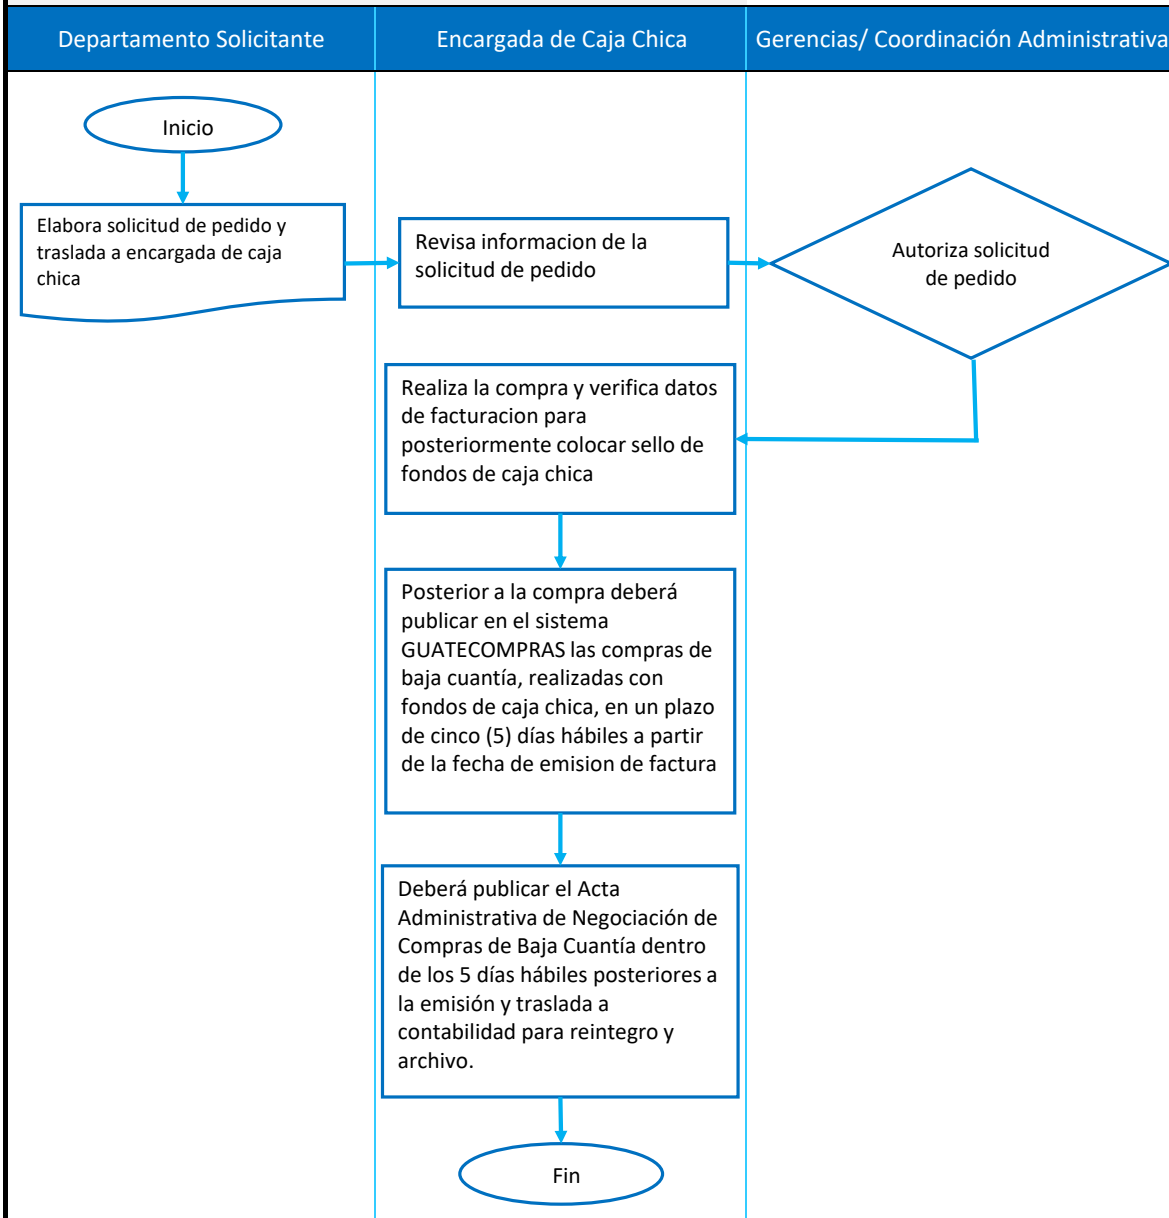 Departamento Solicitante
Encargada de Caja Chica
Gerencias/ Coordinación Administrativa
Inicio
Elabora solicitud de pedido y
traslada a encargada de caja
chica
Revisa informacion de la
solicitud de pedido
Autoriza solicitud
de pedido
Realiza la compra y verifica datos
de facturacion para
posteriormente colocar sello de
fondos de caja chica
Posterior a la compra deberá
publicar en el sistema
GUATECOMPRAS las compras de
baja cuantía, realizadas con
fondos de caja chica, en un plazo
de cinco (5) días hábiles a partir
de la fecha de emision de factura
Deberá publicar el Acta
Administrativa de Negociación de
Compras de Baja Cuantía dentro
de los 5 días hábiles posteriores a
la emisión y traslada a
contabilidad para reintegro y
archivo.
Fin